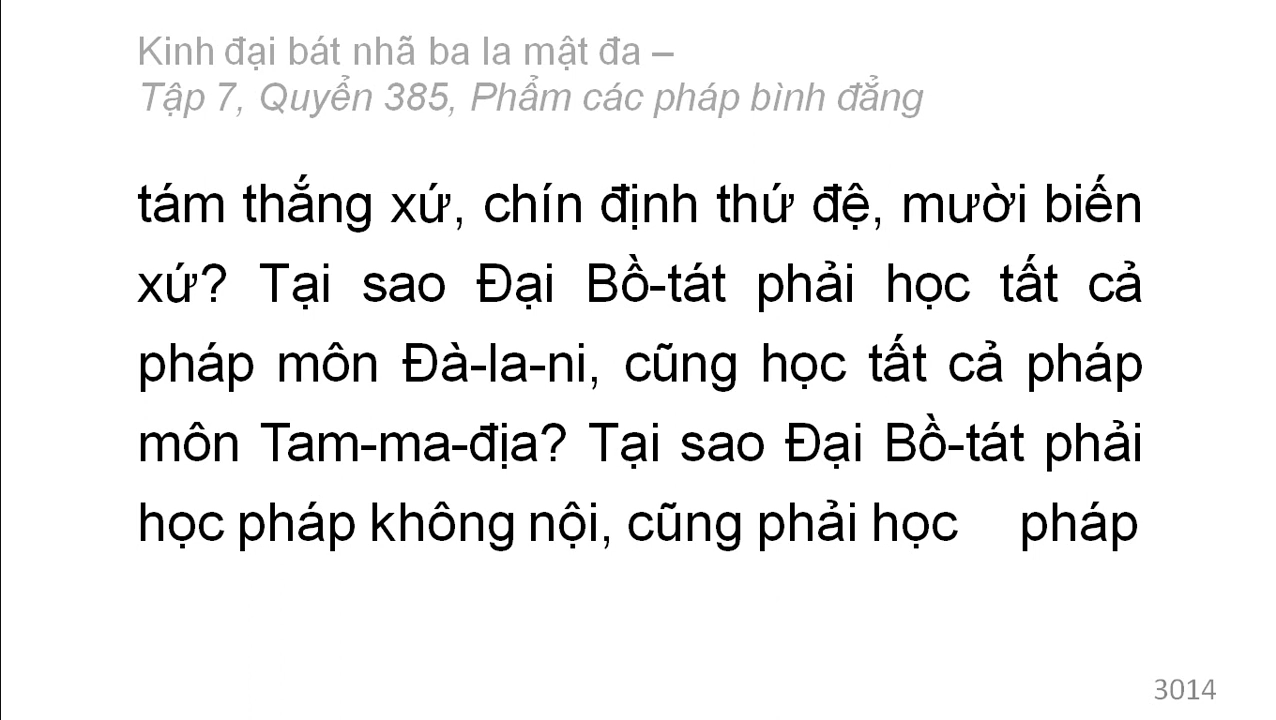 Kinh đại bát nhã ba la mật đa –
Tập 7, Quyển 385, Phẩm các pháp bình đẳng
tám thắng xứ, chín định thứ đệ, mười biến
xứ? Tại sao Đại Bồ-tát phải học tất cả
pháp môn Đà-la-ni, cũng học tất cả pháp
môn Tam-ma-địa? Tại sao Đại Bồ-tát phải
học pháp không nội, cũng phải học pháp
3014